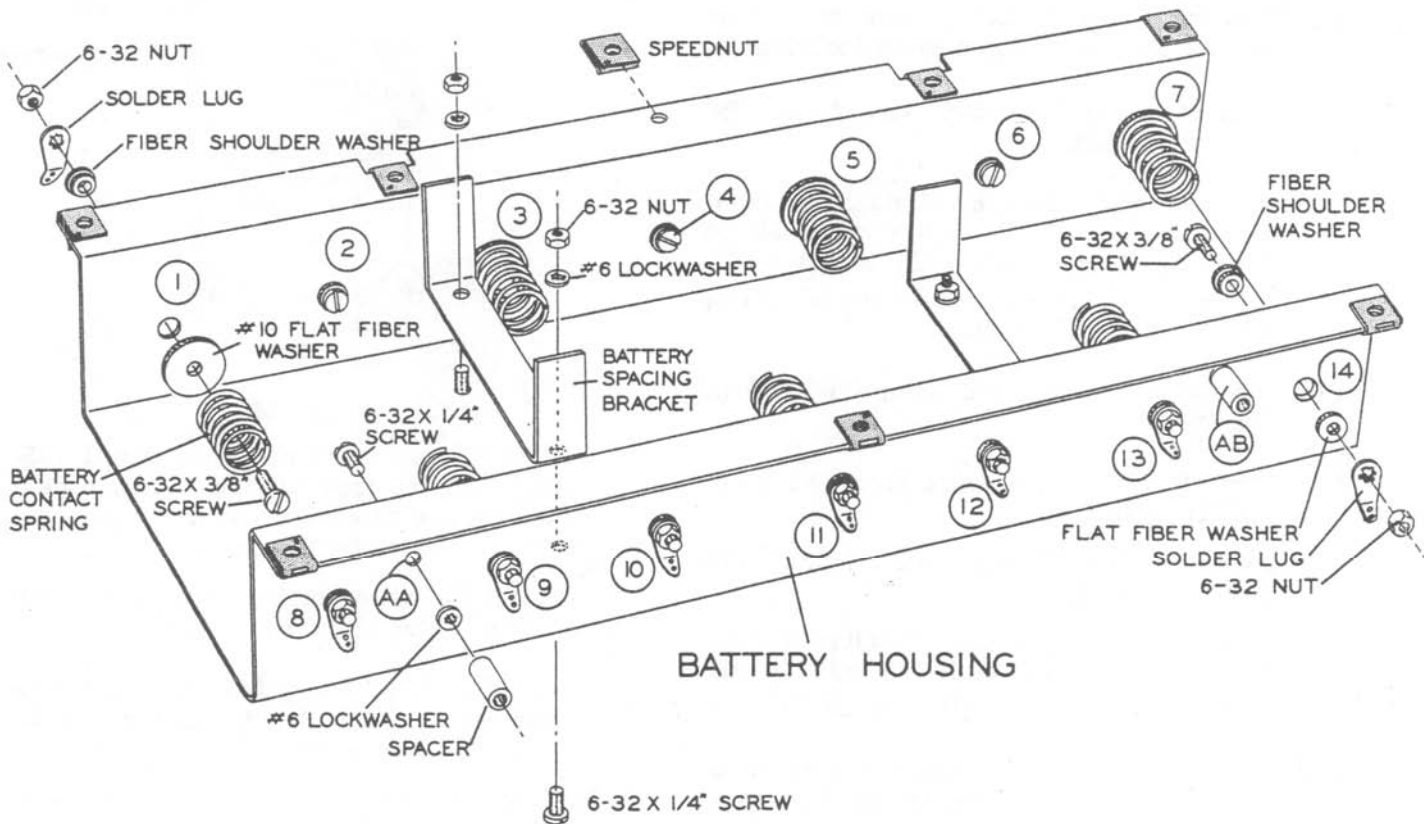 6-32 NUT
SOLDER LUG
FIBER SHOULDER WASHER
SPEEDNUT
7
6
5
4
3
2
1
6-32 NUT
#6 LOCKWASHER
FIBER
SHOULDER
WASHER
6-32 X 3/8"
SCREW
#10 FLAT FIBER
WASHER
BATTERY
SPACING
BRACKET
6-32 X 1/4"
SCREW
BATTERY
CONTACT
SPRING
6-32 X 3/8"
SCREW
14
AB
13
12
11
10
9
AA
8
FLAT FIBER WASHER
SOLDER LUG
6-32 NUT
BATTERY HOUSING
#6 LOCKWASHER
SPACER
6-32 X 1/4" SCREW